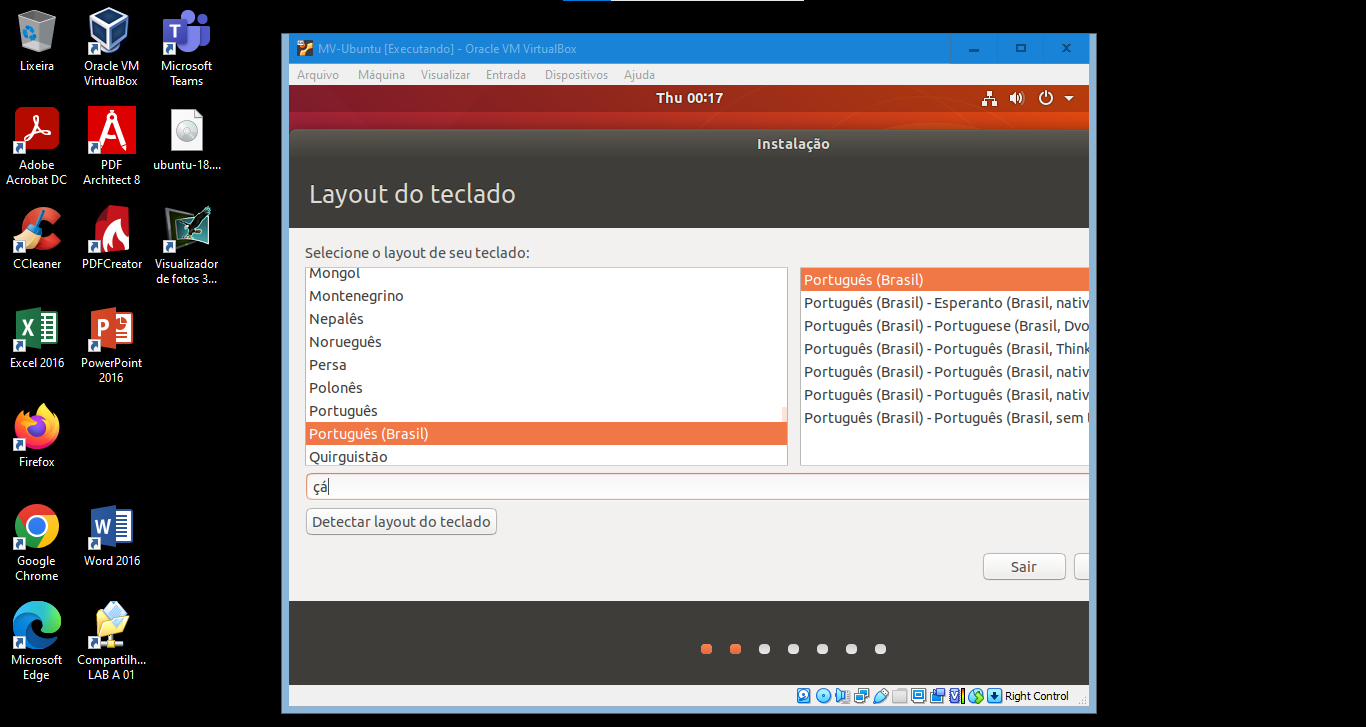 Lixeira
Oracle VM
VirtualBox
Microsoft
Teams
Adobe
Acrobat DC
PDF
Architect 8
ubuntu-18....
CCleaner
PDFCreator
Visualizador
de fotos 3...
Excel 2016
PowerPoint
2016
Firefox
Google
Chrome
Word 2016
Microsoft
Edge
Compartilh...
LAB A 01
MV-Ubuntu [Executando] - Oracle VM VirtualBox
Arquivo Máquina Visualizar Entrada Dispositivos Ajuda
Thu 00:17
Instalação
Layout do teclado
Selecione o layout de seu teclado:
Mongol
Montenegrino
Nepalês
Norueguês
Persa
Polonês
Português
Português (Brasil)
Quirguistão
Português (Brasil)
Português (Brasil) - Esperanto (Brasil, nativ
Português (Brasil) - Portuguese (Brasil, Dvo
Português (Brasil) - Português (Brasil, Think
Português (Brasil) - Português (Brasil, nativ
Português (Brasil) - Português (Brasil, nativ
Português (Brasil) - Português (Brasil, sem t
çá
Detectar layout do teclado
Sair
Right Control